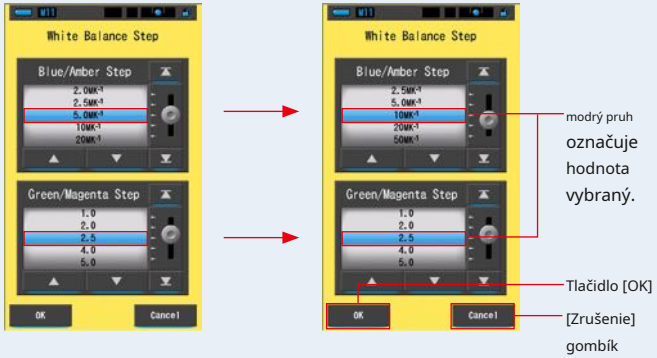 M11
White Balance Step
Blue/Amber Step
2.0MK-1
2.5MK-1
5.0MK-1
10MK-1
20MK-1
Green/Magenta Step
1.0
2.0
2.5
4.0
5.0
OK
Cancel
M11
White Balance Step
Blue/Amber Step
2.5MK-1
5.0MK-1
10MK-1
20MK-1
50MK-1
Green/Magenta Step
1.0
2.0
2.5
4.0
5.0
OK
Cancel
modrý pruh
označuje
hodnota
vybraný.
Tlačidlo [OK]
[Zrušenie]
gombík